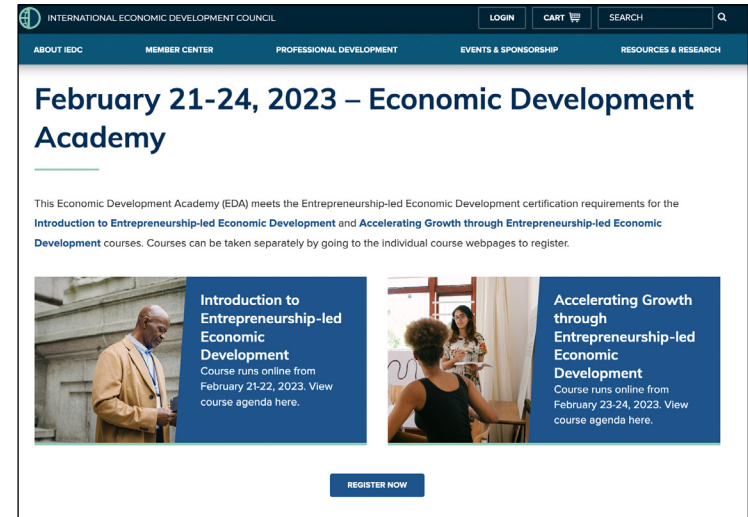 INTERNATIONAL ECONOMIC DEVELOPMENT COUNCIL
LOGIN
CART
SEARCH
ABOUT IEDC
MEMBER CENTER
PROFESSIONAL DEVELOPMENT
EVENTS & SPONSORSHIP
RESOURCES & RESEARCH
February 21-24, 2023 – Economic Development
Academy
This Economic Development Academy (EDA) meets the Entrepreneurship-led Economic Development certification requirements for the
Introduction to Entrepreneurship-led Economic Development and Accelerating Growth through Entrepreneurship-led Economic
Development courses. Courses can be taken separately by going to the individual course webpages to register.
Introduction to
Entrepreneurship-led
Economic
Development
Course runs online from
February 21-22, 2023. View
course agenda here.
Accelerating Growth
through
Entrepreneurship-led
Economic
Development
Course runs online from
February 23-24, 2023. View
course agenda here.
REGISTER NOW